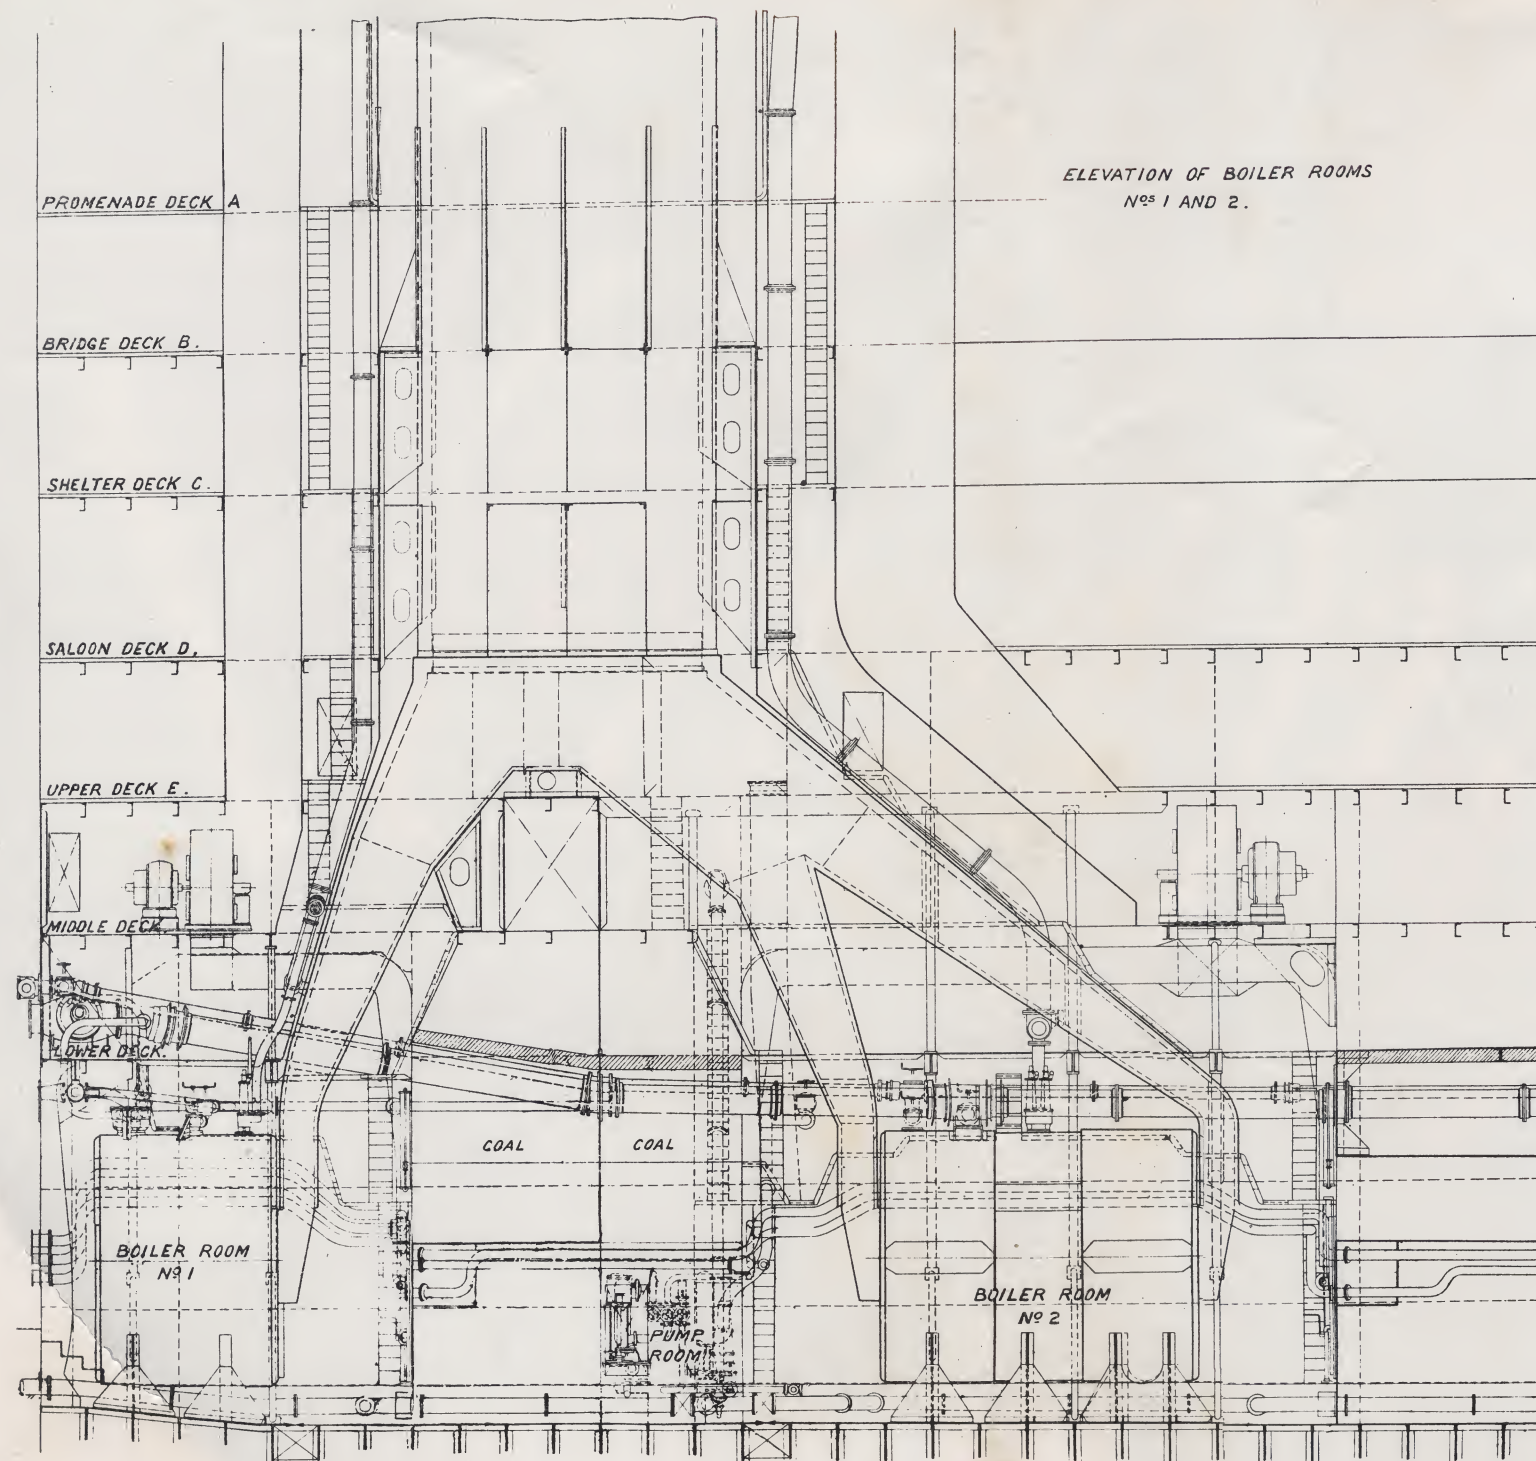 ELEVATION OF BOILER ROOMS
Nos 1 AND 2.
PROMENADE DECK A
BRIDGE DECK B.
SHELTER DECK C.
SALOON DECK D.
UPPER DECK E.
MIDDLE DECK
LOWER DECK.
COAL
COAL
BOILER ROOM
No 1
BOILER ROOM
No 2
PUMP
ROOM